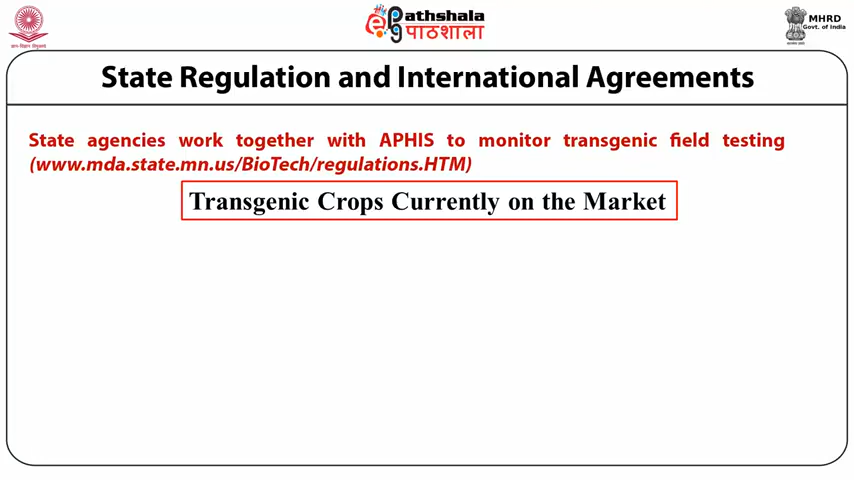 ePathshala
पाठशाला
MHRD
Govt. of India
State Regulation and International Agreements
State agencies work together with APHIS to monitor transgenic field testing
(www.mda.state.mn.us/BioTech/regulations.HTM)
Transgenic Crops Currently on the Market